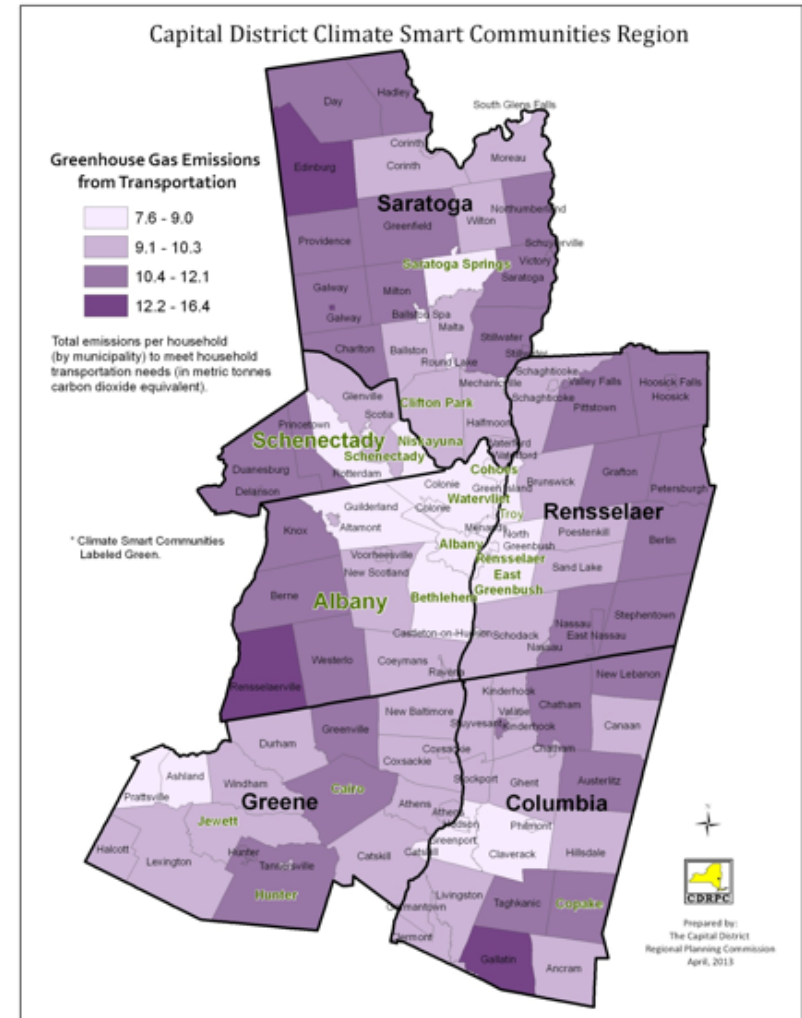 Capital District Climate Smart Communities Region
Greenhouse Gas Emissions
from Transportation
7.6 - 9.0
9.1 - 10.3
10.4 - 12.1
12.2 - 16.4
Total emissions per household
(by municipality) to meet household
transportation needs (in metric tonnes
carbon dioxide equivalent).
* Climate Smart Communities
Labeled Green.
Day
Hadley
South Glens Falls
Corinth
Corinth
Moreau
Edinburg
Saratoga
Northumberland
Wilton
Greenfield
Providence
Schuylerville
Saratoga Springs
Victory
Saratoga
Galway
Milton
Galway
Ballston Spa
Malta
Stillwater
Charlton
Ballston
Round Lake
Stillwater
Mechanicville
Schaghticoke
Valley Falls
Hoosick Falls
Hoosick
Schaghticoke
Pittstown
Glenville
Clifton Park
Scotia
Halfmoon
Princetown
Schenectady
Niskayuna
Waterford
Waterford
Schenectady
Duanesburg
Rotterdam
Cohoes
Grafton
Colonie
Green Island
Brunswick
Petersburgh
Delanson
Watervliet
Guilderland
Colonie
Troy
Rensselaer
Knox
Altamont
Menands
North
Greenbush
Poestenkill
Berlin
Albany
Voorheesville
Rensselaer
New Scotland
East
Greenbush
Sand Lake
Berne
Albany
Bethlehem
Stephentown
Castleton-on-Hudson
Schodack
Nassau
East Nassau
Nassau
Westerlo
Coeymans
Ravena
Rensselaerville
New Lebanon
Kinderhook
Chatham
New Baltimore
Valatie
Stuyvesant
Kinderhook
Canaan
Greenville
Durham
Coxsackie
Chatham
Coxsackie
Ashland
Windham
Cairo
Stockport
Ghent
Austerlitz
Prattsville
Greene
Athens
Athens
Columbia
Jewett
Hudson
Philmont
Greenport
Halcott
Lexington
Hunter
Tannersville
Catskill
Catskill
Claverack
Hillsdale
Hunter
Livingston
Germantown
Taghkanic
Copake
Clermont
Gallatin
Ancram
N
CDRPC
Prepared by:
The Capital District
Regional Planning Commission
April, 2013